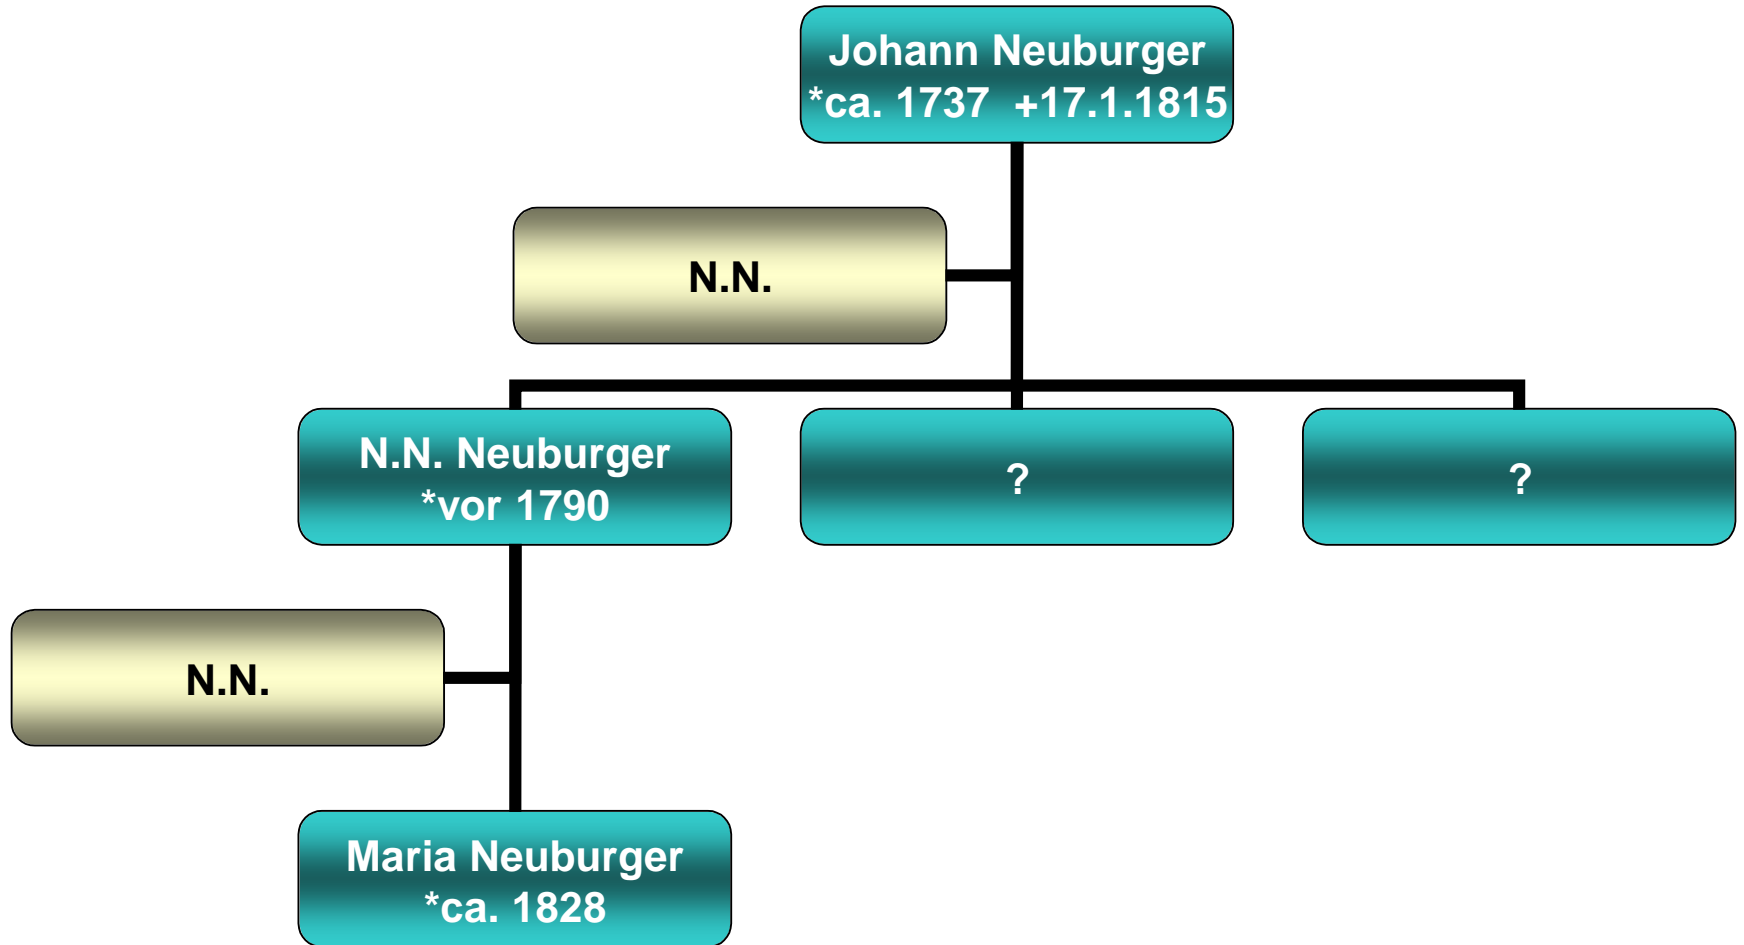 Johann Neuburger
*ca. 1737 +17.1.1815
N.N.
N.N. Neuburger
*vor 1790
?
?
N.N.
Maria Neuburger
*ca. 1828